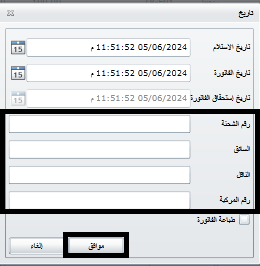 تاريخ
تاريخ الاستلام 05/06/2024 11:51:52 م 15
تاريخ الفاتورة 05/06/2024 11:51:52 م 15
تاريخ إستحقاق الفاتورة 05/06/2024 11:51:52 م 15
رقم الشحنة
السائق
الناقل
رقم المركبة
طباعة الفاتورة
موافق إلغاء